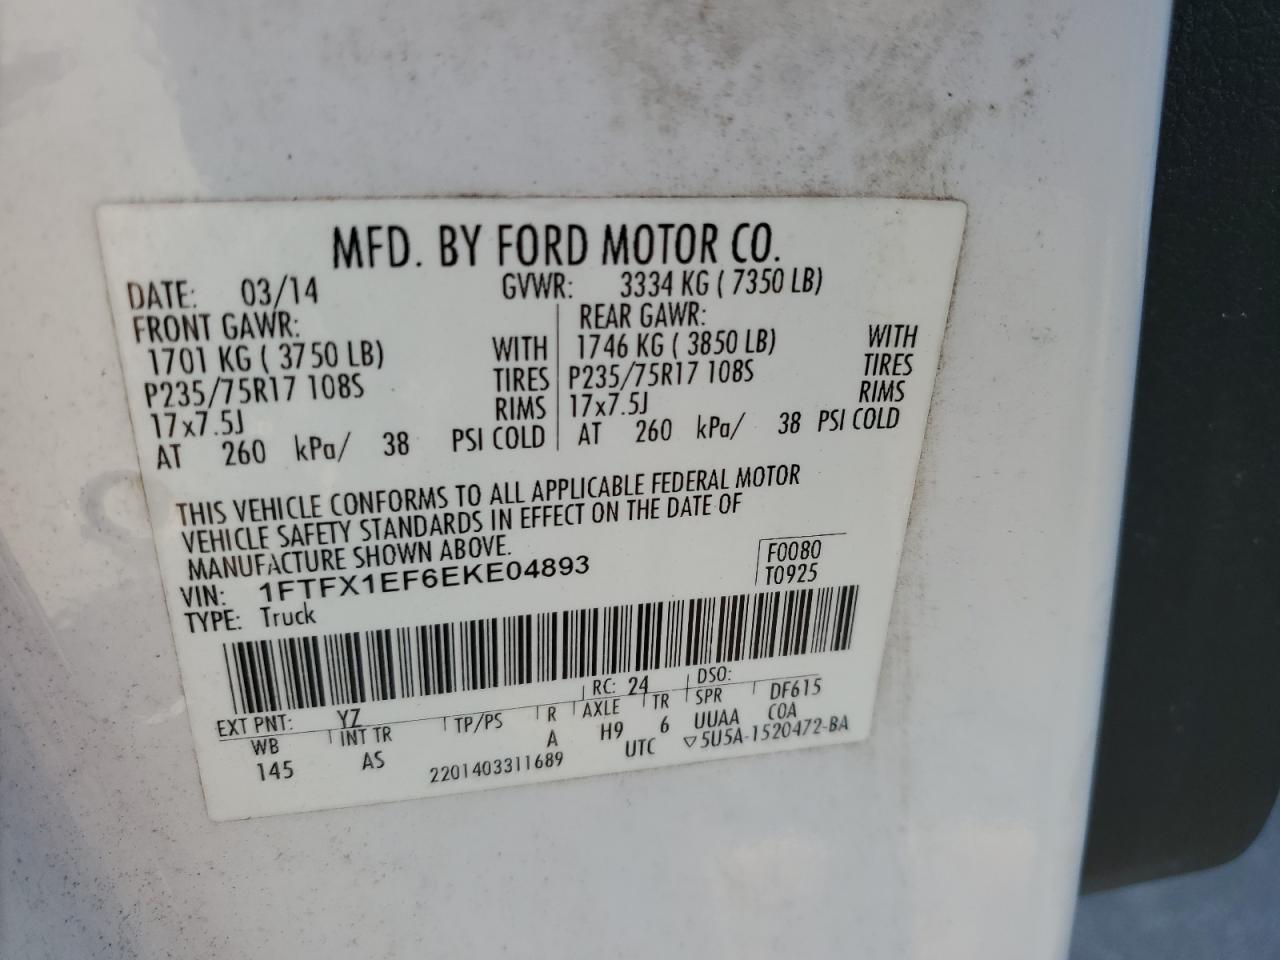 MFD. BY FORD MOTOR CO.
DATE: 03/14 GVWR: 3334 KG ( 7350 LB)
FRONT GAWR: REAR GAWR:
1701 KG ( 3750 LB) WITH 1746 KG ( 3850 LB) WITH
P235/75R17 108S TIRES P235/75R17 108S TIRES
17x7.5J RIMS 17x7.5J RIMS
AT 260 kPa/ 38 PSI COLD AT 260 kPa/ 38 PSI COLD
THIS VEHICLE CONFORMS TO ALL APPLICABLE FEDERAL MOTOR
VEHICLE SAFETY STANDARDS IN EFFECT ON THE DATE OF
MANUFACTURE SHOWN ABOVE.
VIN: 1FTFX1EF6EKE04893 F0080
TYPE: Truck T0925
EXT PNT: YZ RC: 24 DSO:
WB INT TR TP/PS R AXLE TR SPR DF615
145 AS A H9 6 UUAA COA
2201403311689 UTC ▽5U5A-1520472-BA